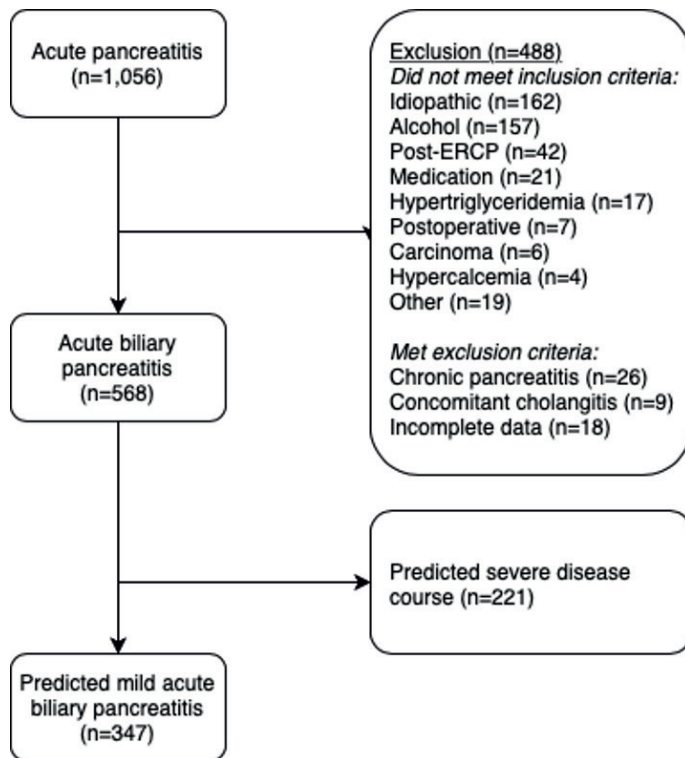 Acute pancreatitis
(n=1,056)
Exclusion (n=488)
Did not meet inclusion criteria:
Idiopathic (n=162)
Alcohol (n=157)
Post-ERCP (n=42)
Medication (n=21)
Hypertriglyceridemia (n=17)
Postoperative (n=7)
Carcinoma (n=6)
Hypercalcemia (n=4)
Other (n=19)
Met exclusion criteria:
Chronic pancreatitis (n=26)
Concomitant cholangitis (n=9)
Incomplete data (n=18)
Acute biliary
pancreatitis
(n=568)
Predicted severe disease
course (n=221)
Predicted mild acute
biliary pancreatitis
(n=347)